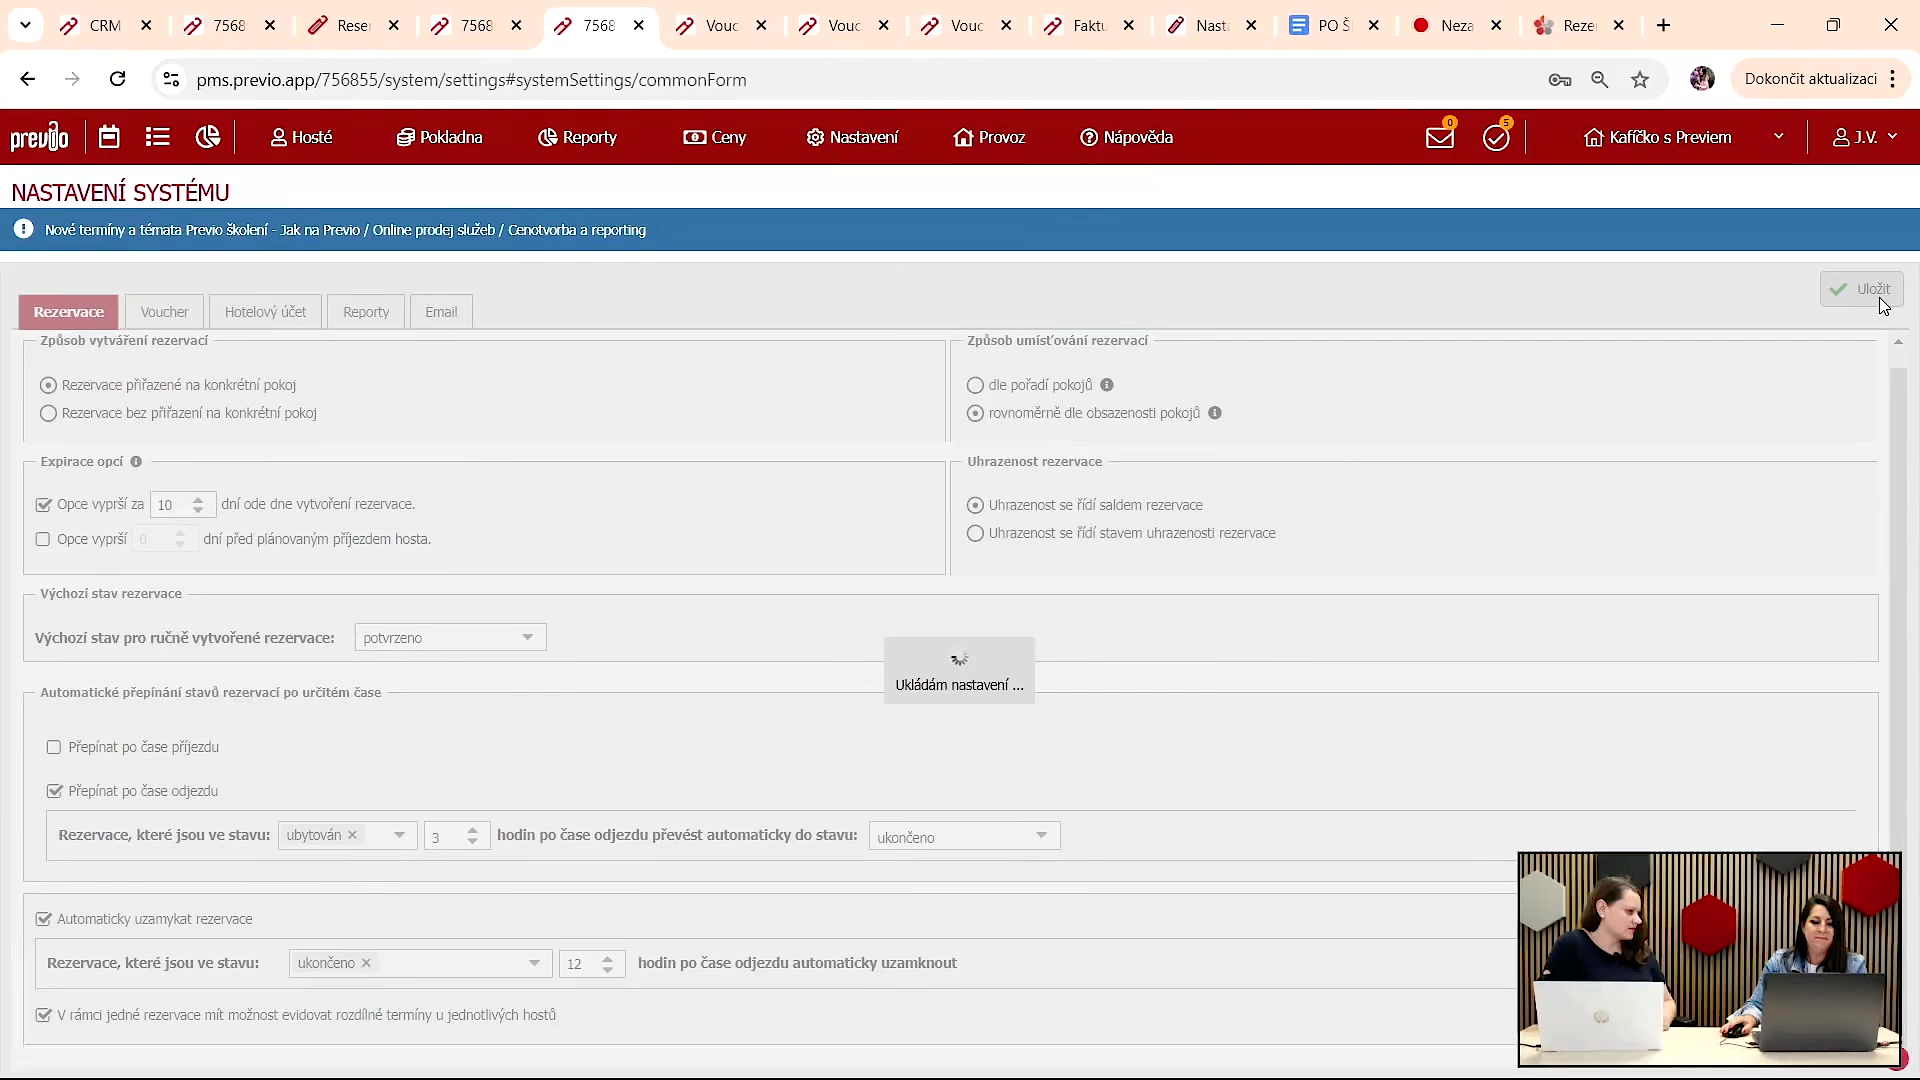 CRM
7568
Reser
7568
7568
Vouc
Vouc
Vouc
Faktu
Nasta
PO Š
Neza
Rezer
pms.previo.app/756855/system/settings#systemSettings/commonForm
Dokončit aktualizaci
previo
Hosté
Pokladna
Reporty
Ceny
Nastavení
Provoz
Nápověda
0
5
Kafíčko s Previem
J.V.
NASTAVENÍ SYSTÉMU
Nové termíny a témata Previo školení - Jak na Previo / Online prodej služeb / Cenotvorba a reporting
Uložit
Rezervace
Voucher
Hotelový účet
Reporty
Email
Způsob vytváření rezervací
Rezervace přiřazené na konkrétní pokoj
Rezervace bez přiřazení na konkrétní pokoj
Způsob umísťování rezervací
dle pořadí pokojů
rovnoměrně dle obsazenosti pokojů
Expirace opcí
Opce vyprší za 10 dní ode dne vytvoření rezervace.
Opce vyprší 0 dní před plánovaným příjezdem hosta.
Uhrazenost rezervace
Uhrazenost se řídí saldem rezervace
Uhrazenost se řídí stavem uhrazenosti rezervace
Výchozí stav rezervace
Výchozí stav pro ručně vytvořené rezervace: potvrzeno
Ukládám nastavení ...
Automatické přepínání stavů rezervací po určitém čase
Přepínat po čase příjezdu
Přepínat po čase odjezdu
Rezervace, které jsou ve stavu: ubytován 3 hodin po čase odjezdu převést automaticky do stavu: ukončeno
Automaticky uzamykat rezervace
Rezervace, které jsou ve stavu: ukončeno 12 hodin po čase odjezdu automaticky uzamknout
V rámci jedné rezervace mít možnost evidovat rozdílné termíny u jednotlivých hostů
hp